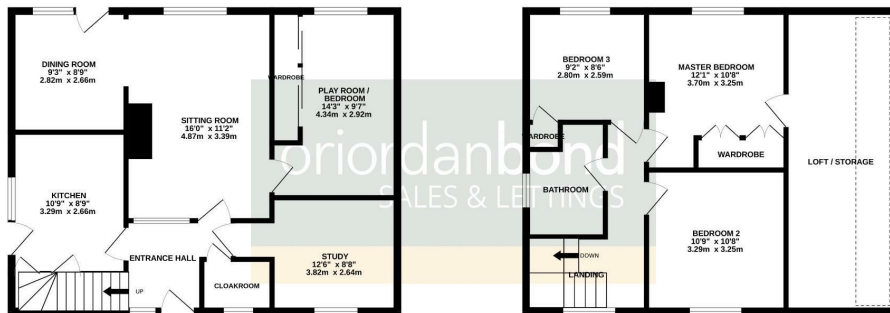 DINING ROOM
9'3" x 8'9"
2.82m x 2.66m
SITTING ROOM
16'0" x 11'2"
4.87m x 3.39m
WARDROBE
PLAY ROOM /
BEDROOM
14'3" x 9'7"
4.34m x 2.92m
KITCHEN
10'9" x 8'9"
3.29m x 2.66m
ENTRANCE HALL
UP
CLOAKROOM
STUDY
12'6" x 8'8"
3.82m x 2.64m
BEDROOM 3
9'2" x 8'6"
2.80m x 2.59m
MASTER BEDROOM
12'1" x 10'8"
3.70m x 3.25m
WARDROBE
WARDROBE
LOFT / STORAGE
BATHROOM
BEDROOM 2
10'9" x 10'8"
3.29m x 3.25m
DOWN
LANDING
oriordanbond
SALES & LETTINGS